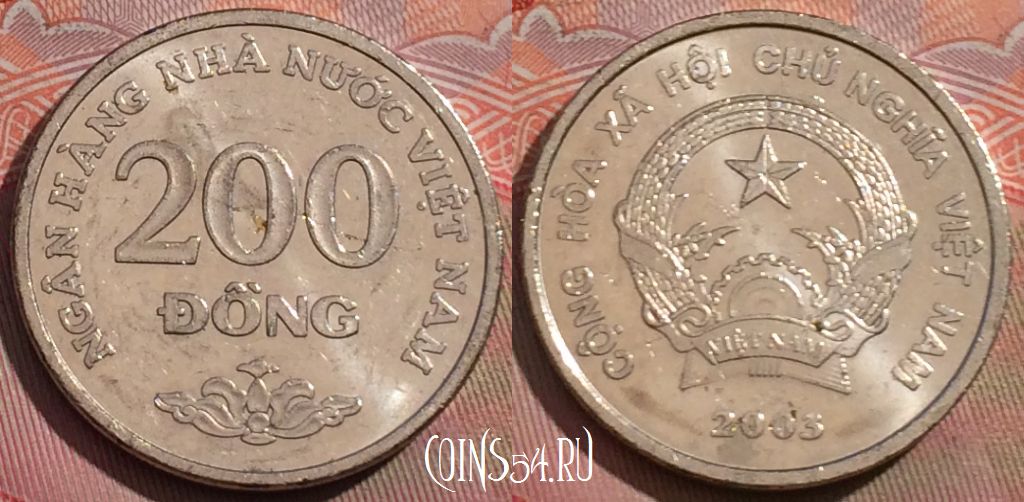 NGÂN HÀNG NHÀ NƯỚC VIỆT NAM
200
ĐỒNG
CỘNG HÒA XÃ HỘI CHỦ NGHĨA VIỆT NAM
VIỆT NAM
2003
COINS54.RU